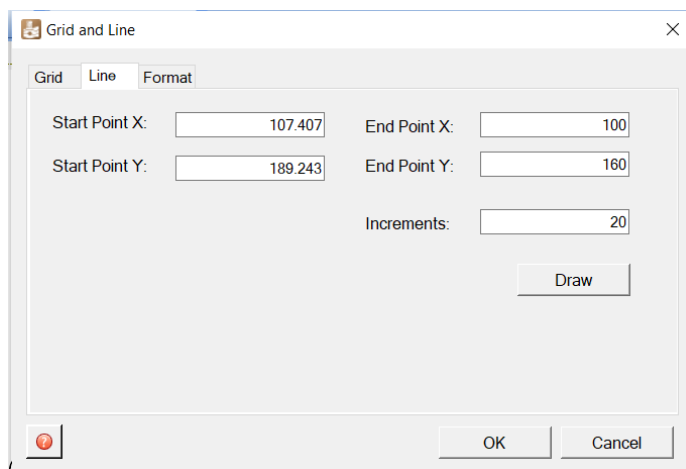 Grid and Line
Grid Line Format
Start Point X: 107.407 End Point X: 100
Start Point Y: 189.243 End Point Y: 160
Increments: 20
Draw
OK Cancel